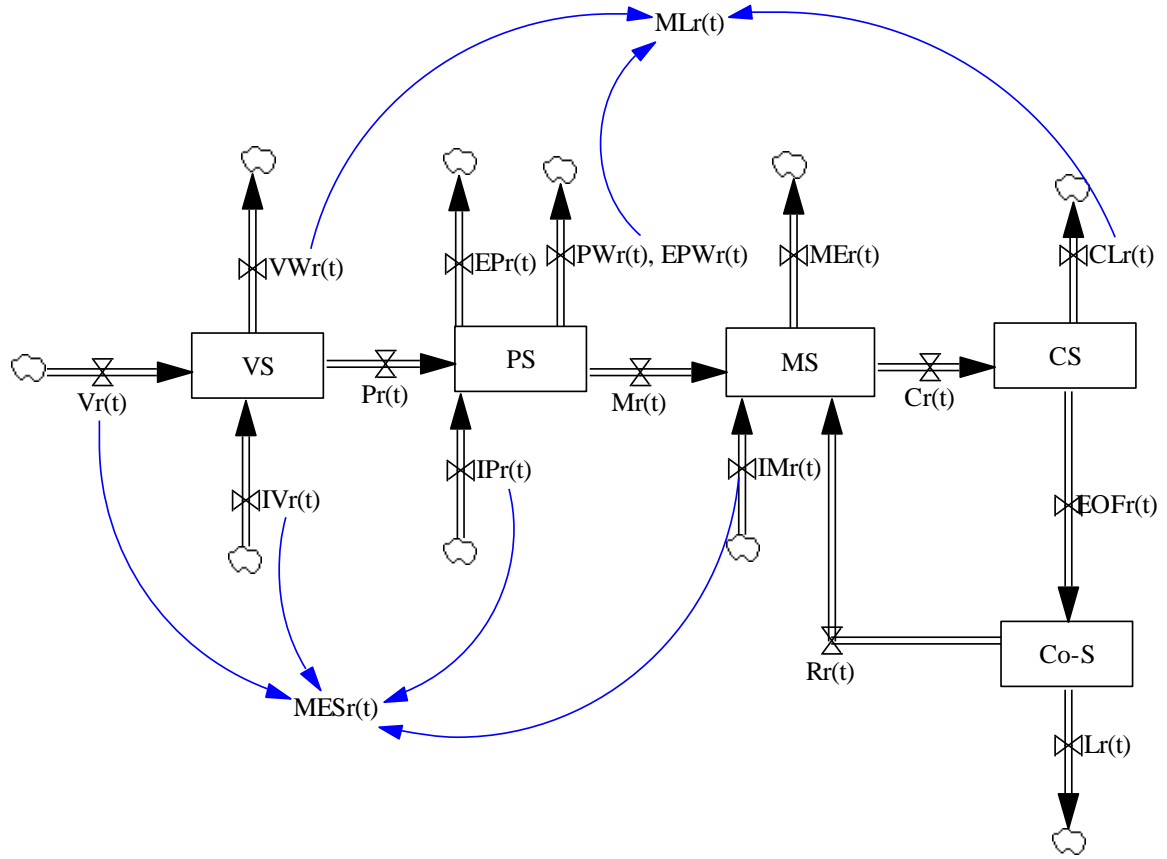 MLr(t)
VWr(t)
EPr(t)
PWr(t), EPWr(t)
MEr(t)
CLr(t)
VS
PS
MS
CS
Vr(t)
Pr(t)
Mr(t)
Cr(t)
IVr(t)
IPr(t)
IMr(t)
EOFr(t)
Rr(t)
Co-S
MESr(t)
Lr(t)